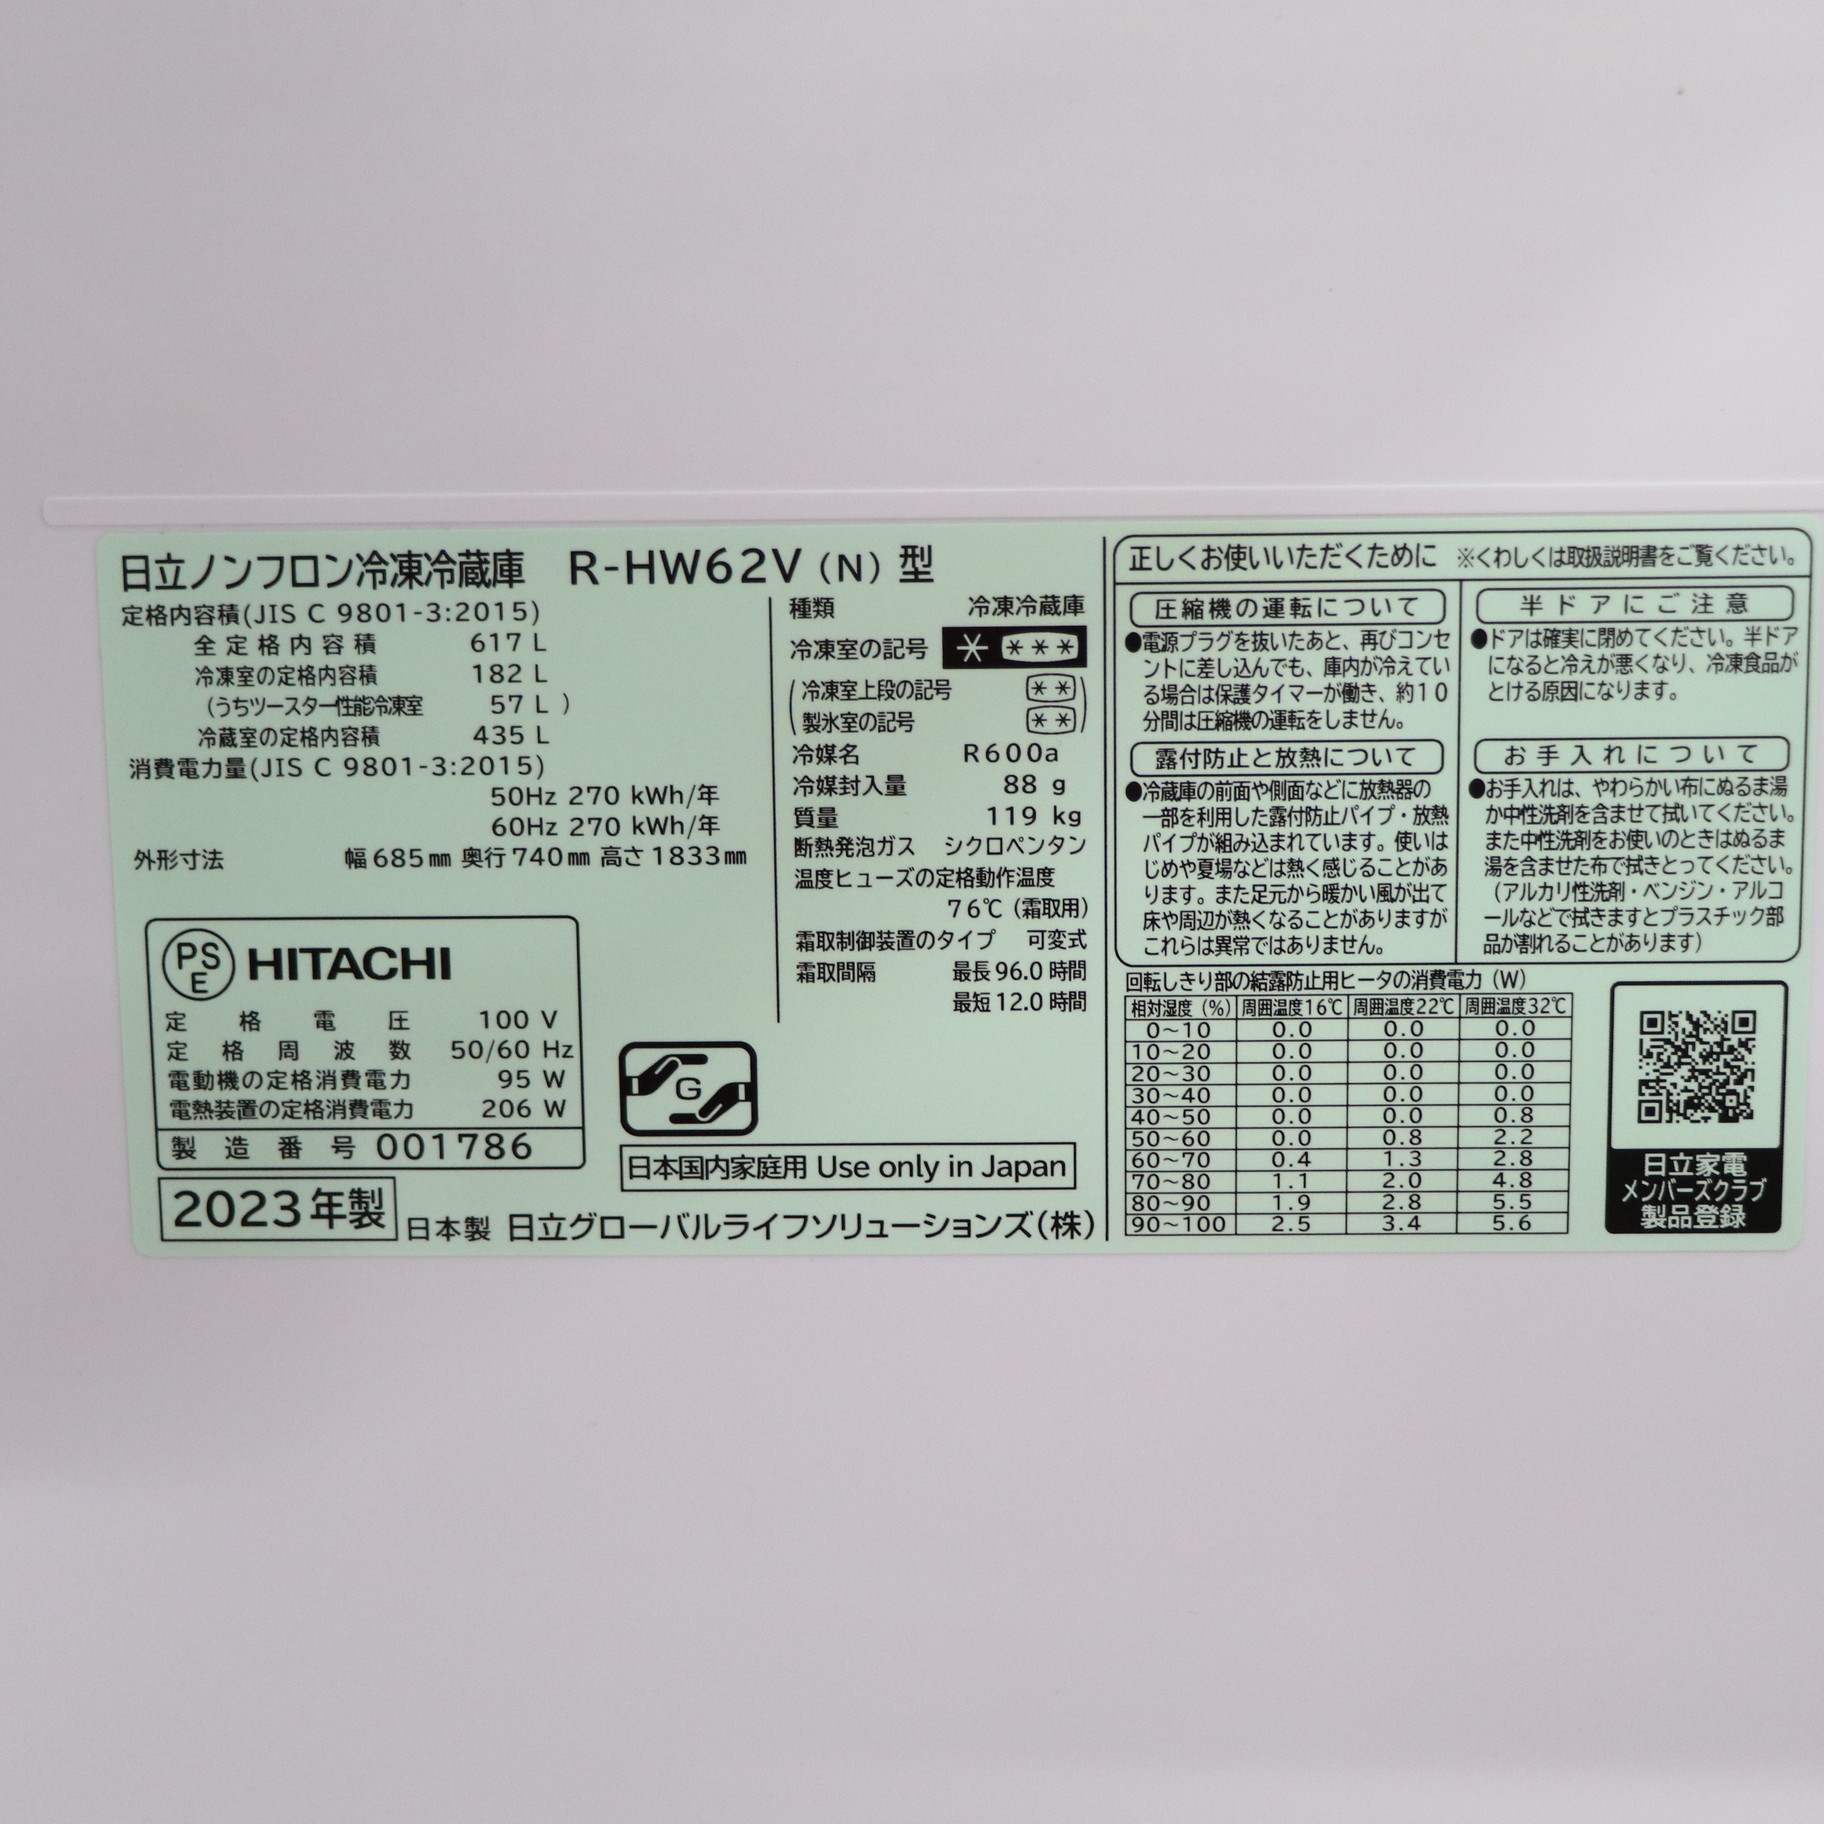 日立ノンフロン冷凍冷蔵庫 R-HW62V(N)型
定格内容積(JIS C 9801-3:2015)
全定格内容積 617 L
冷凍室の定格内容積 182 L
(うちツースター性能冷凍室 57 L )
冷蔵室の定格内容積 435 L
消費電力量(JIS C 9801-3:2015)
50Hz 270 kWh/年
60Hz 270 kWh/年
外形寸法 幅685㎜ 奥行740㎜ 高さ1833㎜
PS
E
HITACHI
定格電圧 100 V
定格周波数 50/60 Hz
電動機の定格消費電力 95 W
電熱装置の定格消費電力 206 W
製造番号 001786
2023年製
日本製 日立グローバルライフソリューションズ(株)
種類 冷凍冷蔵庫
冷凍室の記号 * ***
(冷凍室上段の記号 **)
(製氷室の記号 **)
冷媒名 R600a
冷媒封入量 88 g
質量 119 kg
断熱発泡ガス シクロペンタン
温度ヒューズの定格動作温度
76℃(霜取用)
霜取制御装置のタイプ 可変式
霜取間隔 最長96.0時間
最短12.0時間
G
日本国内家庭用 Use only in Japan
正しくお使いいただくために ※くわしくは取扱説明書をご覧ください。
圧縮機の運転について
●電源プラグを抜いたあと、再びコンセ
ントに差し込んでも、庫内が冷えてい
る場合は保護タイマーが働き、約10
分間は圧縮機の運転をしません。
露付防止と放熱について
●冷蔵庫の前面や側面などに放熱器の
一部を利用した露付防止パイプ・放熱
パイプが組み込まれています。使いは
じめや夏場などは熱く感じることがあ
ります。また足元から暖かい風が出て
床や周辺が熱くなることがありますが
これらは異常ではありません。
半ドアにご注意
●ドアは確実に閉めてください。半ドア
になると冷えが悪くなり、冷凍食品が
とける原因になります。
お手入れについて
●お手入れは、やわらかい布にぬるま湯
か中性洗剤を含ませて拭いてください。
また中性洗剤をお使いのときはぬるま
湯を含ませた布で拭きとってください。
(アルカリ性洗剤・ベンジン・アルコ
ールなどで拭きますとプラスチック部
品が割れることがあります)
回転しきり部の結露防止用ヒータの消費電力(W)
相対湿度(%) 周囲温度16℃ 周囲温度22℃ 周囲温度32℃
0~10 0.0 0.0 0.0
10~20 0.0 0.0 0.0
20~30 0.0 0.0 0.0
30~40 0.0 0.0 0.0
40~50 0.0 0.0 0.8
50~60 0.0 0.8 2.2
60~70 0.4 1.3 2.8
70~80 1.1 2.0 4.8
80~90 1.9 2.8 5.5
90~100 2.5 3.4 5.6
日立家電
メンバーズクラブ
製品登録